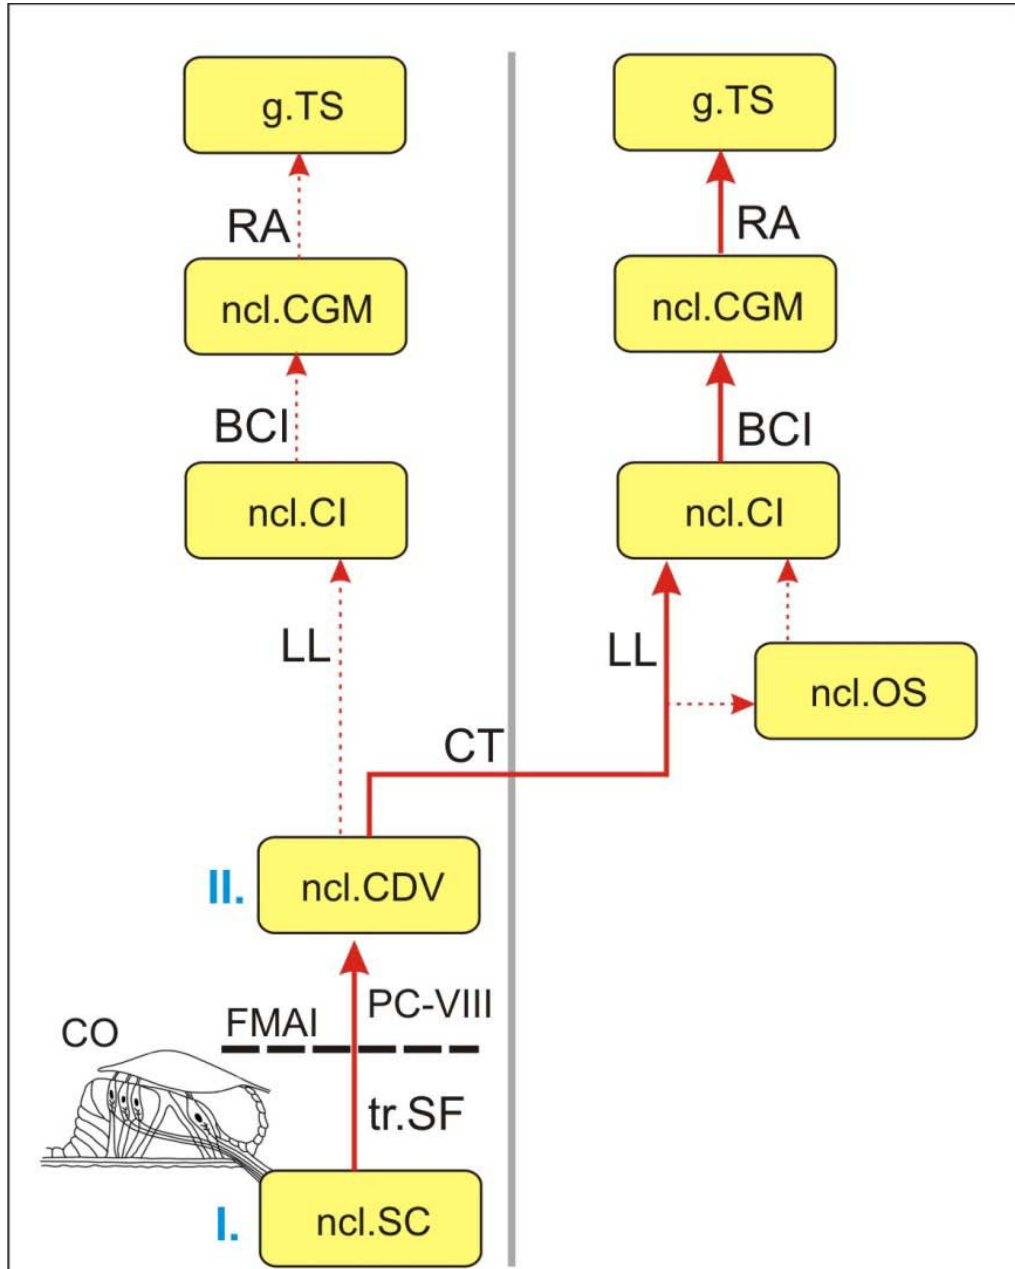 g.TS
g.TS
RA
RA
ncl.CGM
ncl.CGM
BCI
BCI
ncl.CI
ncl.CI
LL
LL
ncl.OS
CT
II.
ncl.CDV
PC-VIII
FMAI
CO
tr.SF
I.
ncl.SC